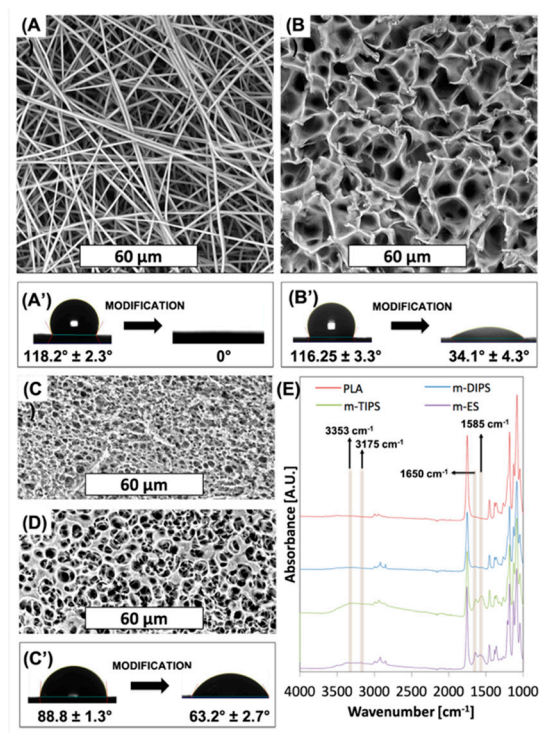 (A)
60 μm
(B)
60 μm
(A')
MODIFICATION
118.2° ± 2.3°
0°
(B')
MODIFICATION
116.25 ± 3.3°
34.1° ± 4.3°
(C)
)
60 μm
(D)
60 μm
(C')
MODIFICATION
88.8 ± 1.3°
63.2° ± 2.7°
(E)
PLA
m-DIPS
m-TIPS
m-ES
3353 cm-1
3175 cm-1
1585 cm-1
1650 cm-1
Absorbance [A.U.]
4000 3500 3000 2500 2000 1500 1000
Wavenumber [cm-1]